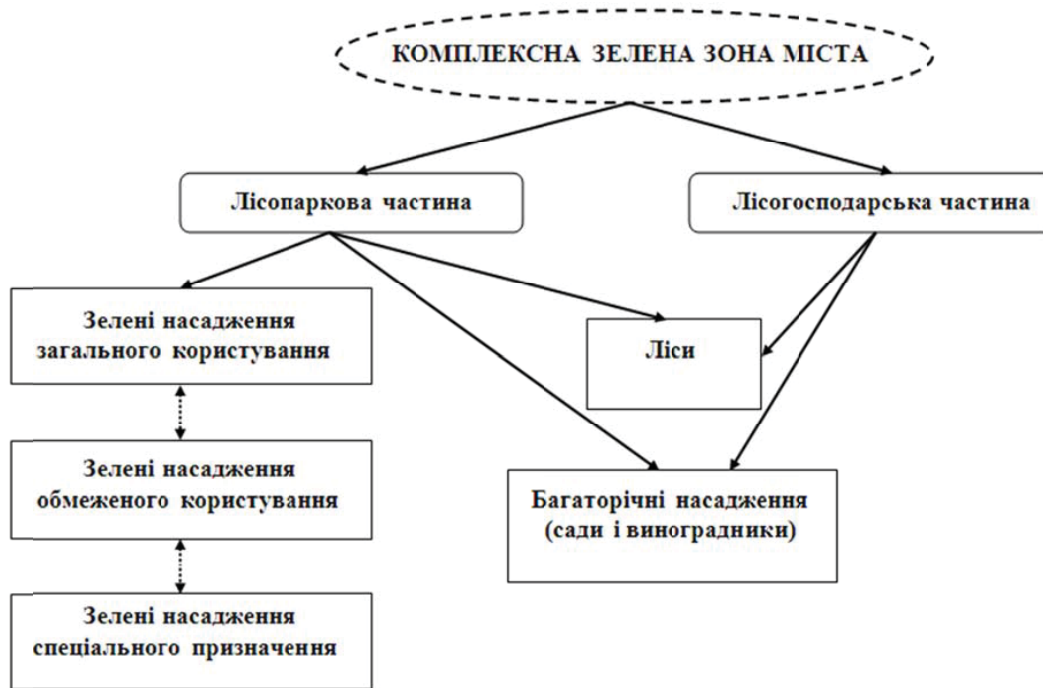 КОМПЛЕКСНА ЗЕЛЕНА ЗОНА МІСТА
Лісопаркова частина
Лісогосподарська частина
Зелені насадження
загального користування
Ліси
Зелені насадження
обмеженого користування
Багаторічні насадження
(сади і виноградники)
Зелені насадження
спеціального призначення